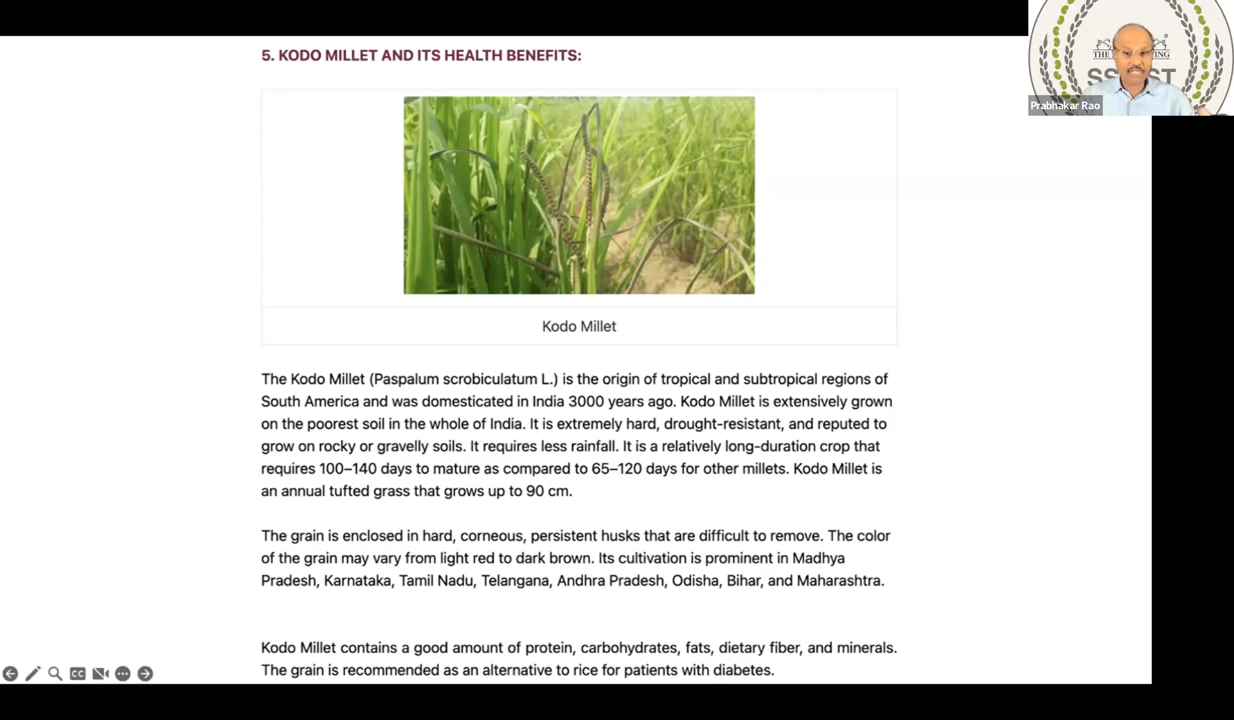 5. KODO MILLET AND ITS HEALTH BENEFITS:
Prabhakar Rao
Kodo Millet
The Kodo Millet (Paspalum scrobiculatum L.) is the origin of tropical and subtropical regions of
South America and was domesticated in India 3000 years ago. Kodo Millet is extensively grown
on the poorest soil in the whole of India. It is extremely hard, drought-resistant, and reputed to
grow on rocky or gravelly soils. It requires less rainfall. It is a relatively long-duration crop that
requires 100–140 days to mature as compared to 65–120 days for other millets. Kodo Millet is
an annual tufted grass that grows up to 90 cm.
The grain is enclosed in hard, corneous, persistent husks that are difficult to remove. The color
of the grain may vary from light red to dark brown. Its cultivation is prominent in Madhya
Pradesh, Karnataka, Tamil Nadu, Telangana, Andhra Pradesh, Odisha, Bihar, and Maharashtra.
Kodo Millet contains a good amount of protein, carbohydrates, fats, dietary fiber, and minerals.
The grain is recommended as an alternative to rice for patients with diabetes.
CC